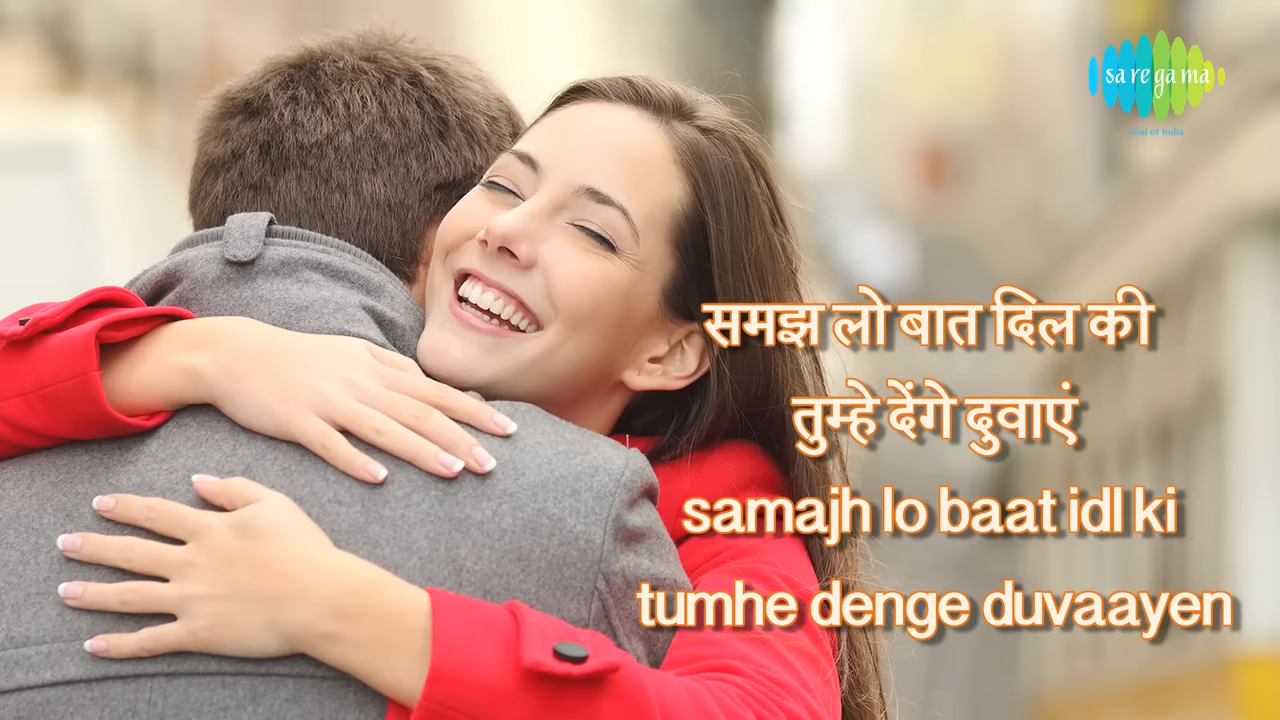 sa re ga ma
soul of India
समझ लो बात दिल की
तुम्हे देंगे दुवाएं
samajh lo baat idl ki
tumhe denge duvaayen